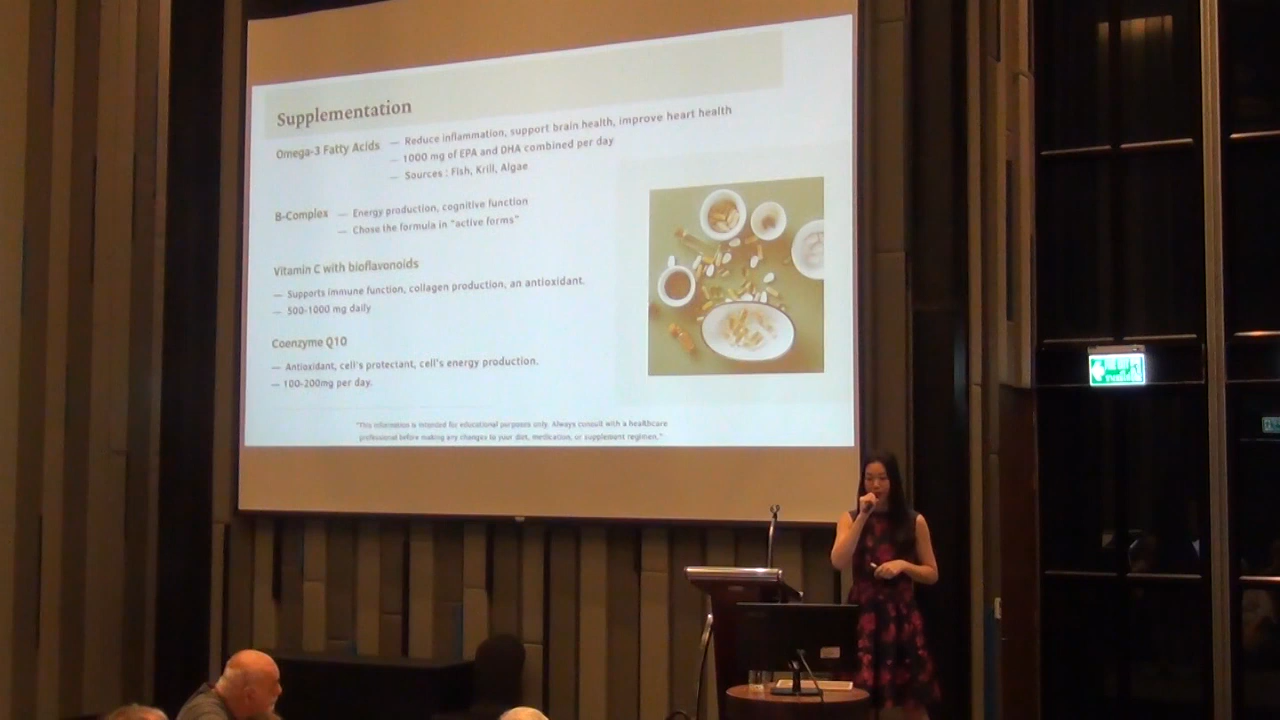 Supplementation
Omega-3 Fatty Acids
— Reduce inflammation, support brain health, improve heart health
— 1000 mg of EPA and DHA combined per day
— Sources : Fish, Krill, Algae
B-Complex
— Energy production, cognitive function
— Chose the formula in "active forms"
Vitamin C with bioflavonoids
— Supports immune function, collagen production, an antioxidant.
— 500-1000 mg daily
Coenzyme Q10
— Antioxidant, cell's protectant, cell's energy production.
— 100-200mg per day.
"This information is intended for educational purposes only. Always consult with a healthcare
professional before making any changes to your diet, medication, or supplement regimen."